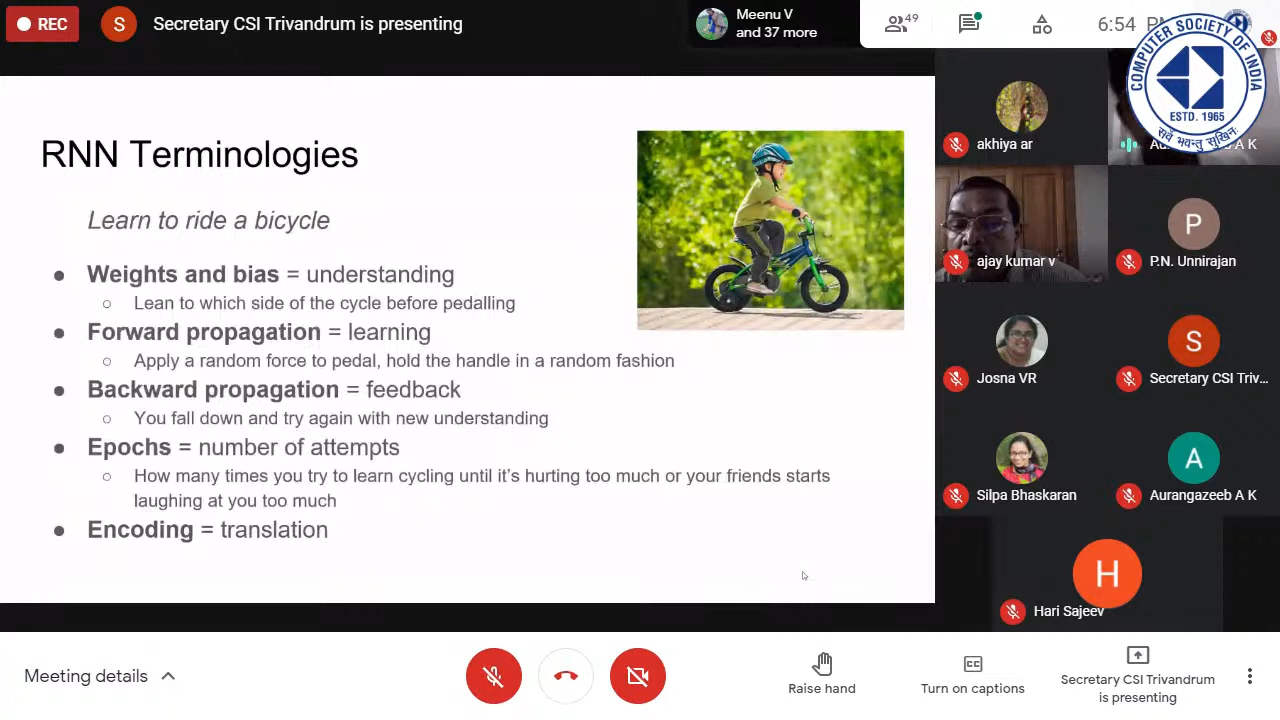 REC
S
Secretary CSI Trivandrum is presenting
Meenu V
and 37 more
49
6:54
COMPUTER SOCIETY OF INDIA
ESTD. 1965
सर्वे भवन्तु सुखिनः
RNN Terminologies
Learn to ride a bicycle
● Weights and bias = understanding
○ Lean to which side of the cycle before pedalling
● Forward propagation = learning
○ Apply a random force to pedal, hold the handle in a random fashion
● Backward propagation = feedback
○ You fall down and try again with new understanding
● Epochs = number of attempts
○ How many times you try to learn cycling until it's hurting too much or your friends starts
laughing at you too much
● Encoding = translation
akhiya ar
A K
ajay kumar v
P
P.N. Unnirajan
Josna VR
S
Secretary CSI Triv...
Silpa Bhaskaran
A
Aurangazeeb A K
H
Hari Sajeev
Meeting details
Raise hand
CC
Turn on captions
Secretary CSI Trivandrum
is presenting